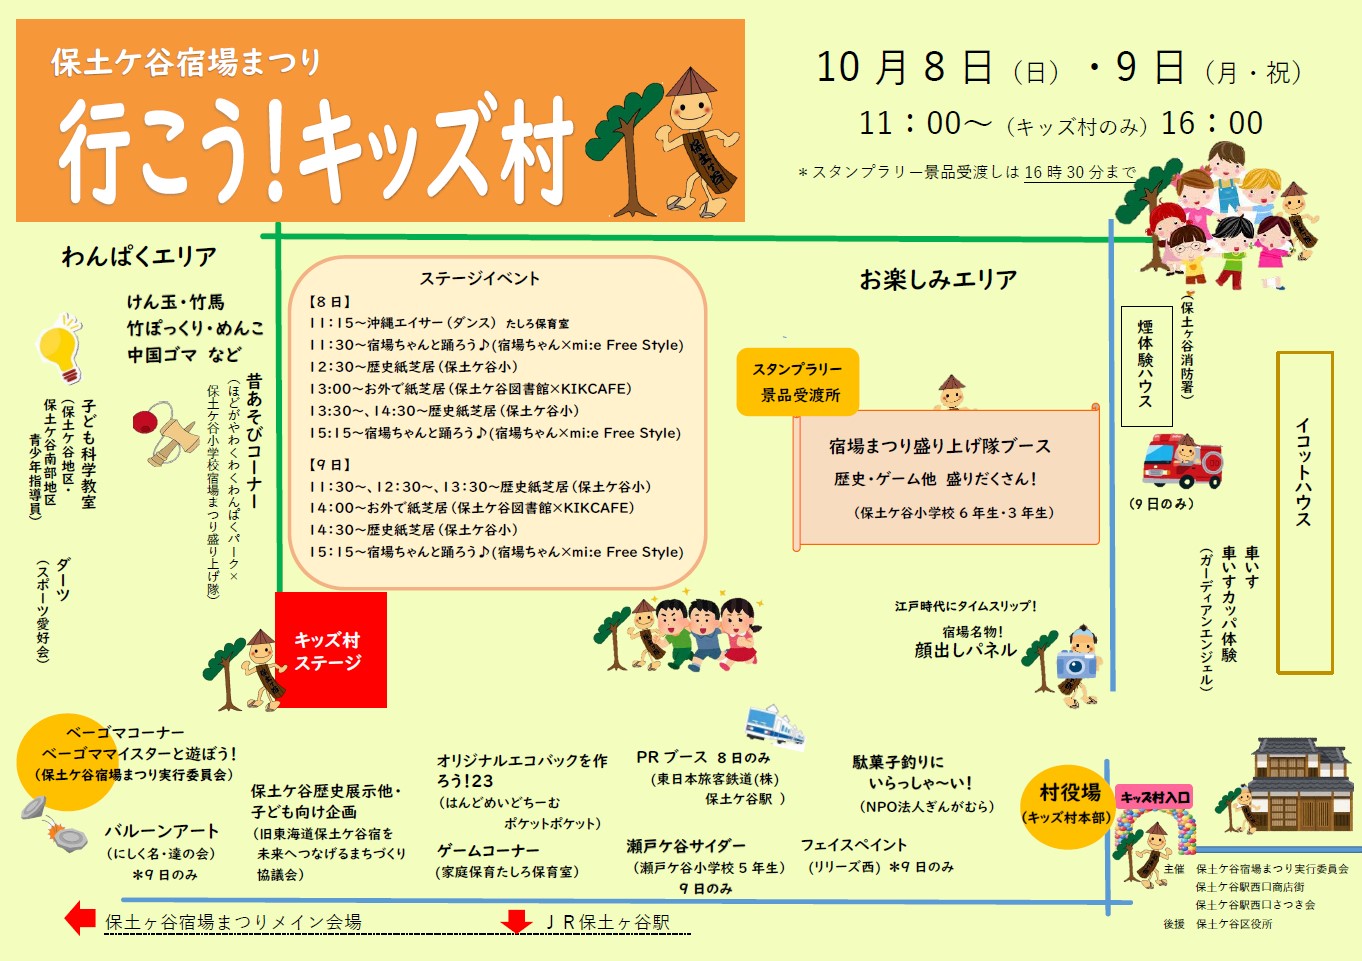 保土ケ谷宿場まつり
行こう!キッズ村
10月8日（日）・9日（月・祝）
11：00～（キッズ村のみ）16：00
＊スタンプラリー景品受渡しは 16時30分まで
わんぱくエリア
けん玉・竹馬
竹ぽっくり・めんこ
中国ゴマ など
昔あそびコーナー
（ほどがやわくわくわんぱくパーク×
保土ケ谷小学校宿場まつり盛り上げ隊）
子ども科学教室
（保土ケ谷地区・
保土ケ谷南部地区
青少年指導員）
ダーツ
（スポーツ愛好会）
ステージイベント
【8日】
11:15～沖縄エイサー（ダンス） たしろ保育室
11:30～宿場ちゃんと踊ろう♪(宿場ちゃん×mi:e Free Style)
12:30～歴史紙芝居（保土ケ谷小）
13:00～お外で紙芝居（保土ケ谷図書館×KIKCAFE）
13:30～、14:30～歴史紙芝居（保土ケ谷小）
15:15～宿場ちゃんと踊ろう♪(宿場ちゃん×mi:e Free Style)
【9日】
11:30～、12:30～、13:30～歴史紙芝居（保土ケ谷小）
14:00～お外で紙芝居（保土ケ谷図書館×KIKCAFE）
14:30～歴史紙芝居（保土ケ谷小）
15:15～宿場ちゃんと踊ろう♪(宿場ちゃん×mi:e Free Style)
キッズ村
ステージ
お楽しみエリア
スタンプラリー
景品受渡所
宿場まつり盛り上げ隊ブース
歴史・ゲーム他 盛りだくさん！
（保土ケ谷小学校6年生・3年生）
江戸時代にタイムスリップ！
宿場名物！
顔出しパネル
（保土ケ谷消防署）
煙体験ハウス
（9日のみ）
イコットハウス
車いす
車いすカッパ体験
（ガーディアンエンジェル）
ベーゴマコーナー
ベーゴママイスターと遊ぼう！
（保土ケ谷宿場まつり実行委員会）
バルーンアート
（にしく名・達の会）
＊9日のみ
保土ケ谷歴史展示他・
子ども向け企画
（旧東海道保土ケ谷宿を
未来へつなげるまちづくり
協議会）
オリジナルエコバックを作
ろう!23
（はんどめいどちーむ
ポケットポケット）
ゲームコーナー
（家庭保育たしろ保育室）
PRブース 8日のみ
（東日本旅客鉄道(株)
保土ケ谷駅 ）
瀬戸ケ谷サイダー
（瀬戸ケ谷小学校5年生）
9日のみ
駄菓子釣りに
いらっしゃ～い！
（NPO法人ぎんがむら）
フェイスペイント
（リリーズ西）＊9日のみ
村役場
（キッズ村本部）
キッズ村入口
主催 保土ケ谷宿場まつり実行委員会
保土ケ谷駅西口商店街
保土ケ谷駅西口さつき会
後援 保土ケ谷区役所
保土ヶ谷宿場まつりメイン会場
ＪＲ保土ヶ谷駅